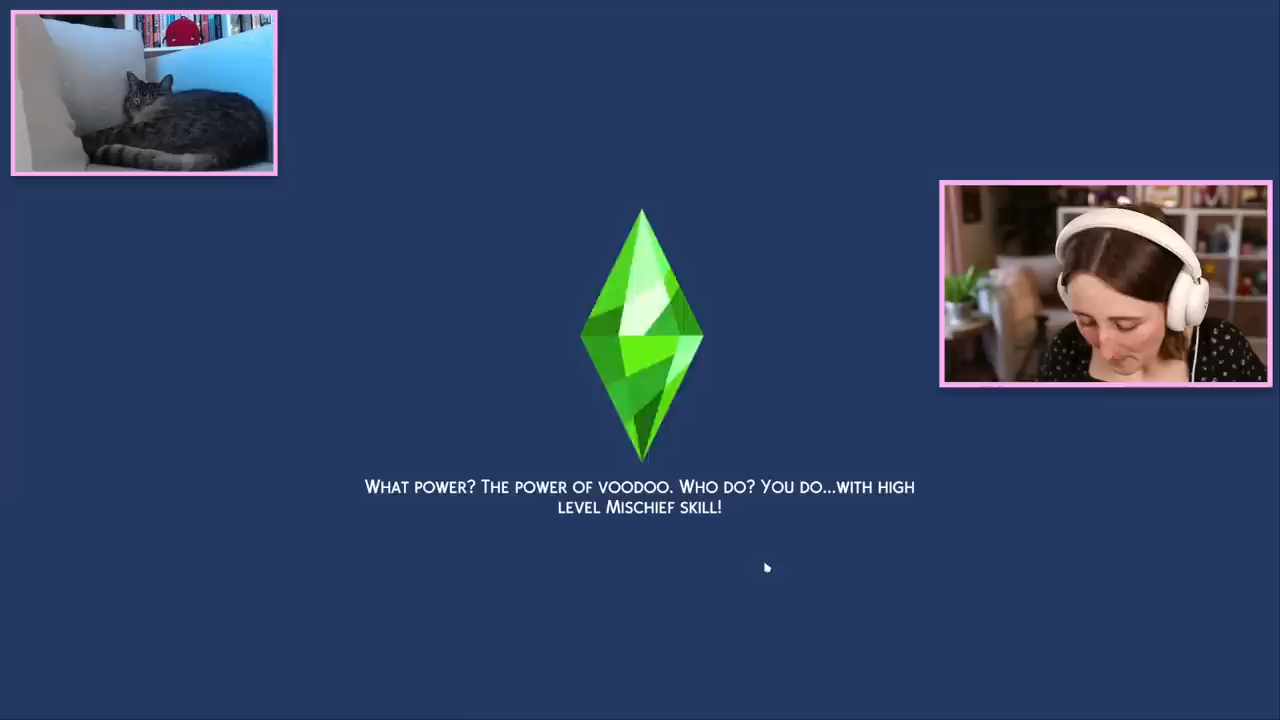 WHAT POWER? THE POWER OF VOODOO. WHO DO? YOU DO...WITH HIGH
LEVEL MISCHIEF SKILL!